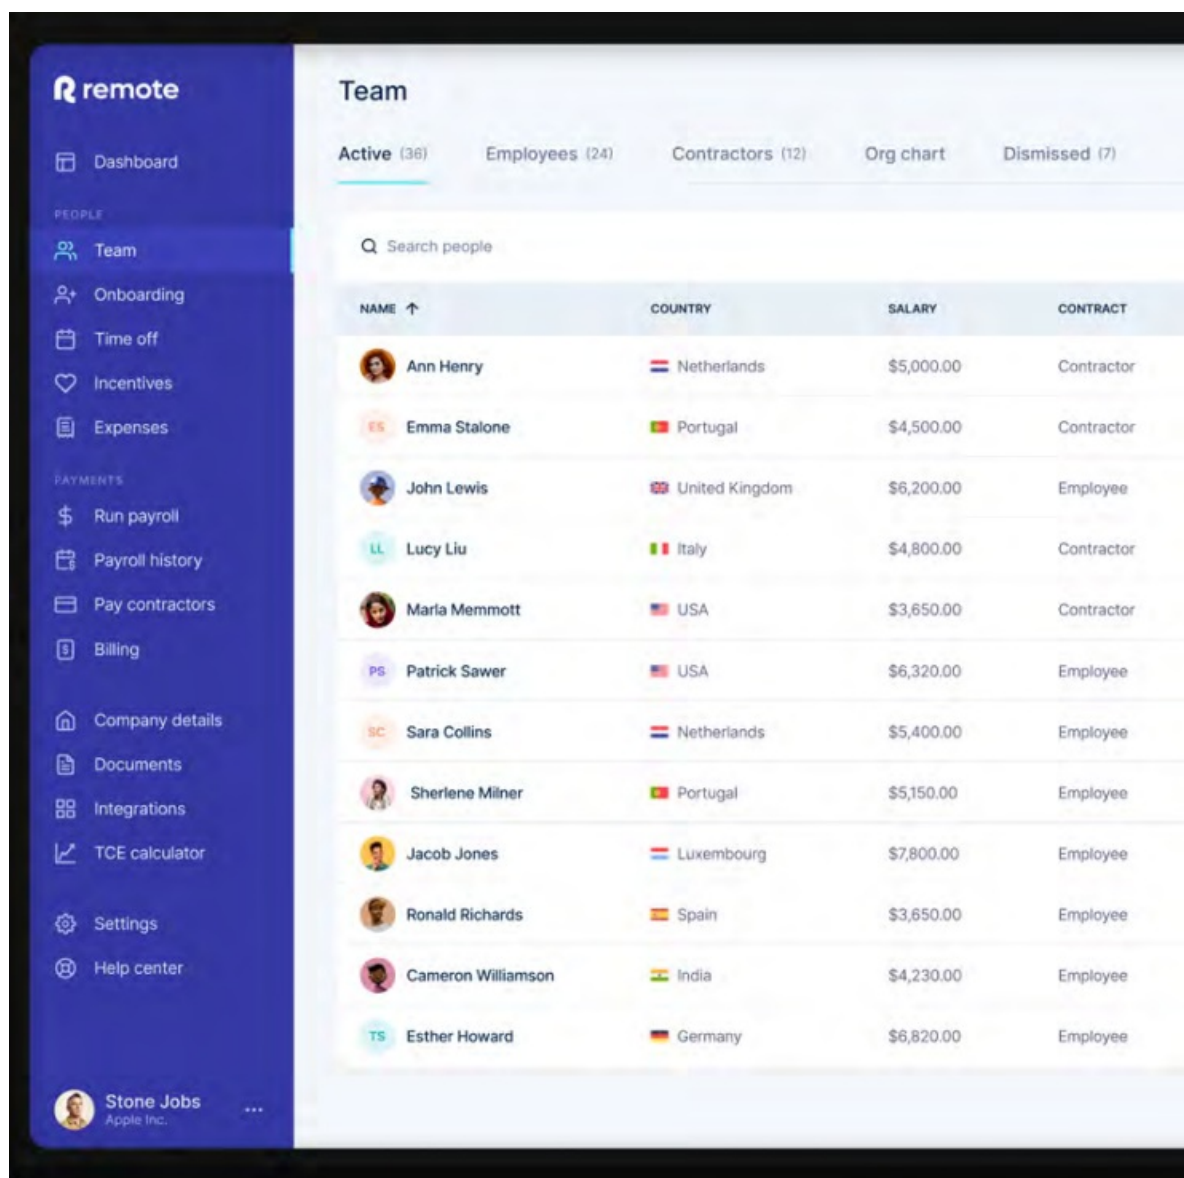 remote
Dashboard
PEOPLE
Team
Onboarding
Time off
Incentives
Expenses
PAYMENTS
Run payroll
Payroll history
Pay contractors
Billing
Company details
Documents
Integrations
TCE calculator
Settings
Help center
Stone Jobs
Apple Inc.
Team
Active (36) Employees (24) Contractors (12) Org chart Dismissed (7)
Search people
NAME COUNTRY SALARY CONTRACT
Ann Henry Netherlands $5,000.00 Contractor
ES Emma Stalone Portugal $4,500.00 Contractor
John Lewis United Kingdom $6,200.00 Employee
LL Lucy Liu Italy $4,800.00 Contractor
Marla Memmott USA $3,650.00 Contractor
PS Patrick Sawer USA $6,320.00 Employee
SC Sara Collins Netherlands $5,400.00 Employee
Sherlene Milner Portugal $5,150.00 Employee
Jacob Jones Luxembourg $7,800.00 Employee
Ronald Richards Spain $3,650.00 Employee
Cameron Williamson India $4,230.00 Employee
TS Esther Howard Germany $6,820.00 Employee